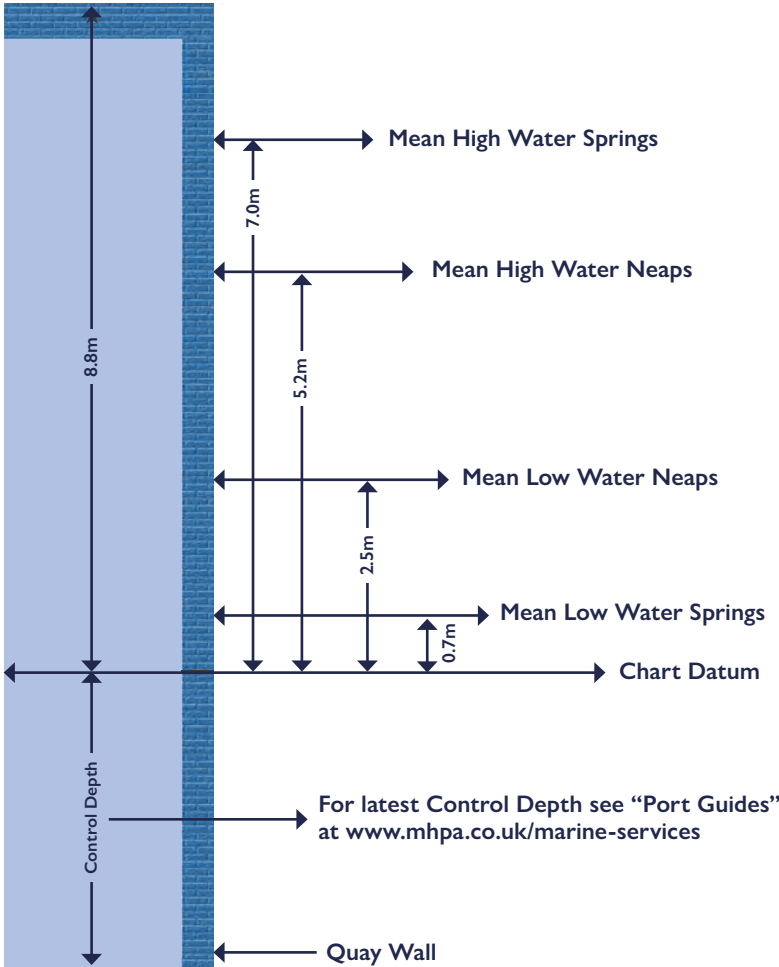 Mean High Water Springs
7.0m
Mean High Water Neaps
8.8m
5.2m
Mean Low Water Neaps
2.5m
Mean Low Water Springs
0.7m
Chart Datum
Control Depth
For latest Control Depth see “Port Guides”
at www.mhpa.co.uk/marine-services
Quay Wall